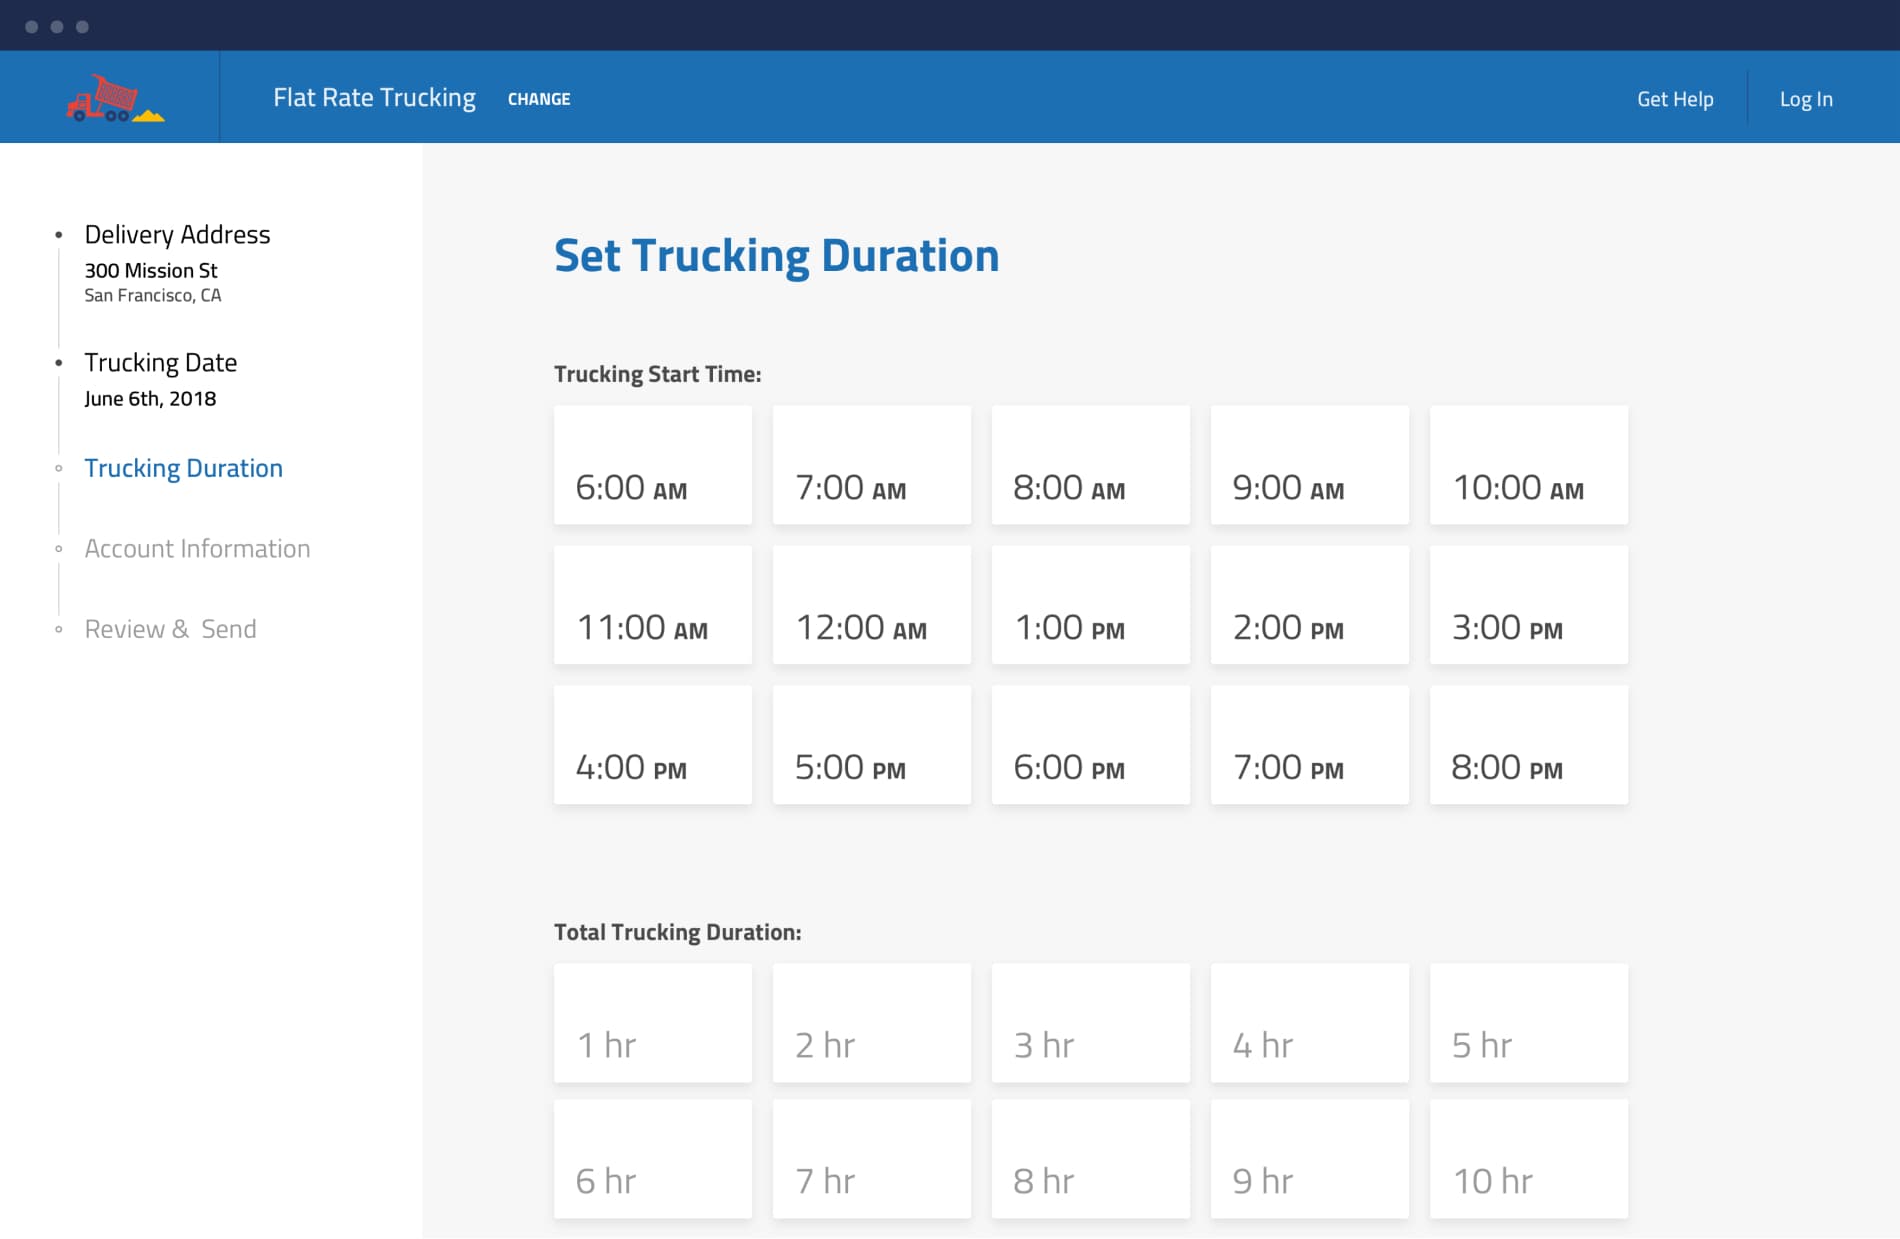 Flat Rate Trucking CHANGE
Get Help Log In
Delivery Address
300 Mission St
San Francisco, CA
Trucking Date
June 6th, 2018
Trucking Duration
Account Information
Review & Send
Set Trucking Duration
Trucking Start Time:
6:00 AM 7:00 AM 8:00 AM 9:00 AM 10:00 AM
11:00 AM 12:00 AM 1:00 PM 2:00 PM 3:00 PM
4:00 PM 5:00 PM 6:00 PM 7:00 PM 8:00 PM
Total Trucking Duration:
1 hr 2 hr 3 hr 4 hr 5 hr
6 hr 7 hr 8 hr 9 hr 10 hr